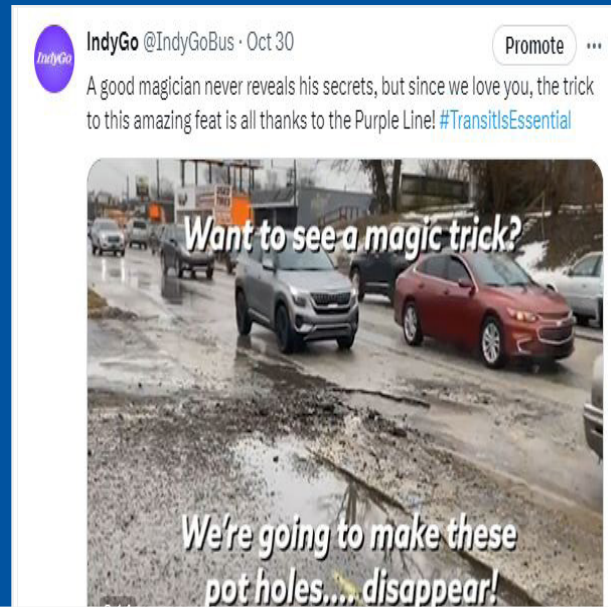 IndyGo
IndyGo @IndyGoBus · Oct 30
Promote ...
A good magician never reveals his secrets, but since we love you, the trick
to this amazing feat is all thanks to the Purple Line! #TransitIsEssential
Want to see a magic trick?
We're going to make these
pot holes.... disappear!